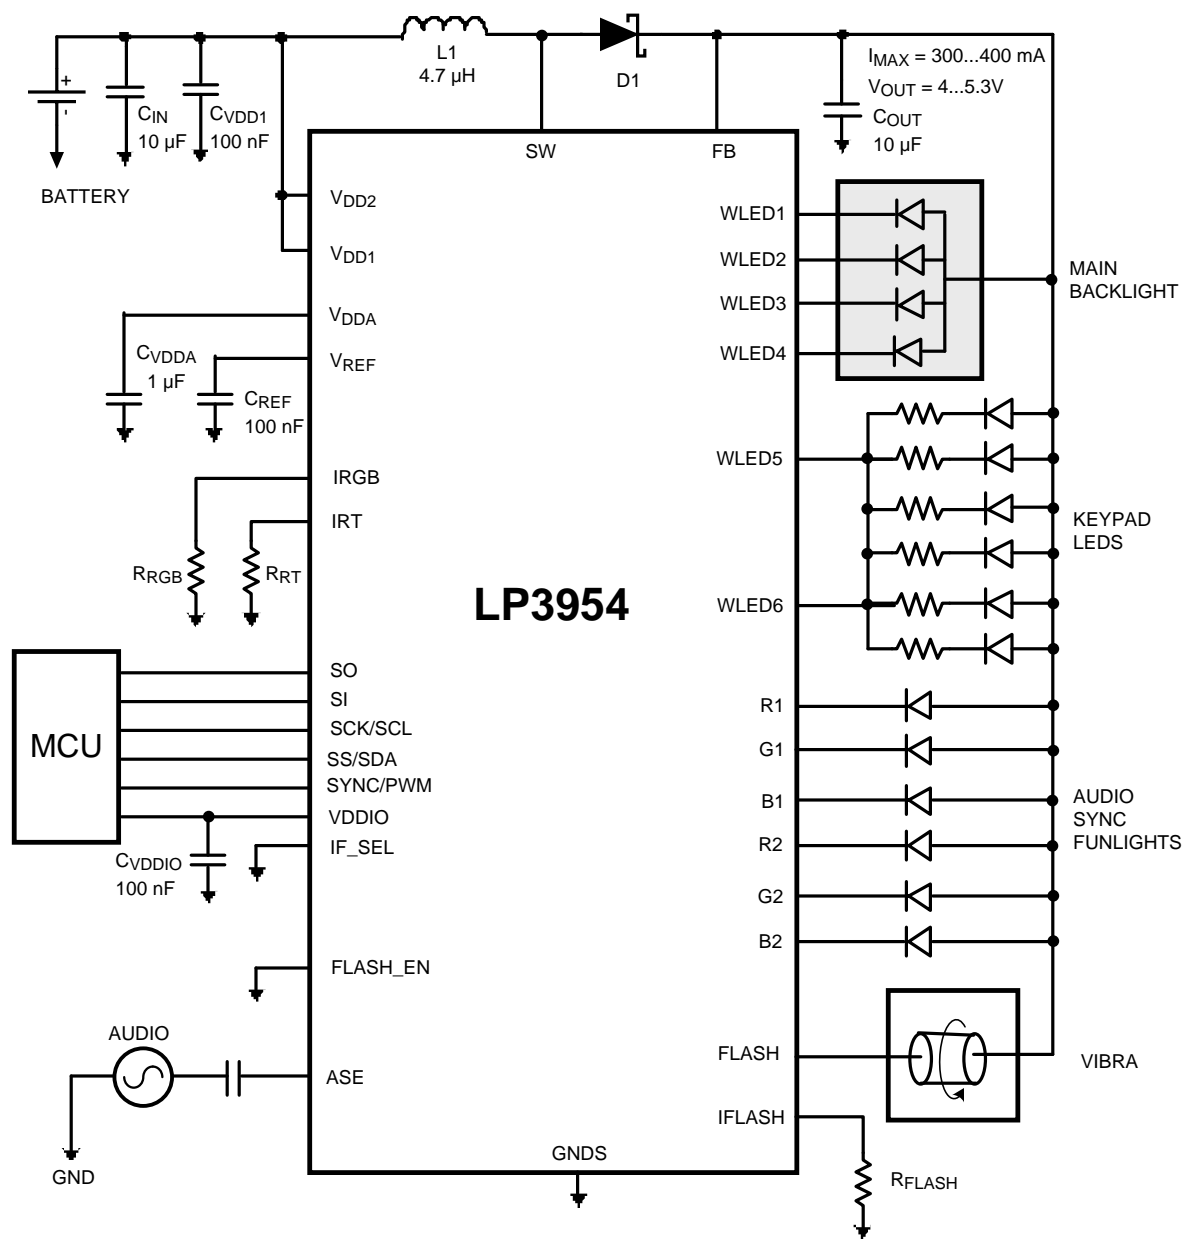 L1
4.7 µH
D1
IMAX = 300...400 mA
VOUT = 4...5.3V
COUT
10 µF
+
-
CIN
10 µF
CVDD1
100 nF
BATTERY
SW
FB
VDD2
VDD1
VDDA
VREF
CVDDA
1 µF
CREF
100 nF
IRGB
IRT
RRGB
RRT
LP3954
WLED1
WLED2
WLED3
WLED4
MAIN
BACKLIGHT
WLED5
WLED6
KEYPAD
LEDS
MCU
SO
SI
SCK/SCL
SS/SDA
SYNC/PWM
VDDIO
IF_SEL
CVDDIO
100 nF
R1
G1
B1
R2
G2
B2
AUDIO
SYNC
FUNLIGHTS
FLASH_EN
AUDIO
ASE
GND
FLASH
IFLASH
VIBRA
GNDS
RFLASH